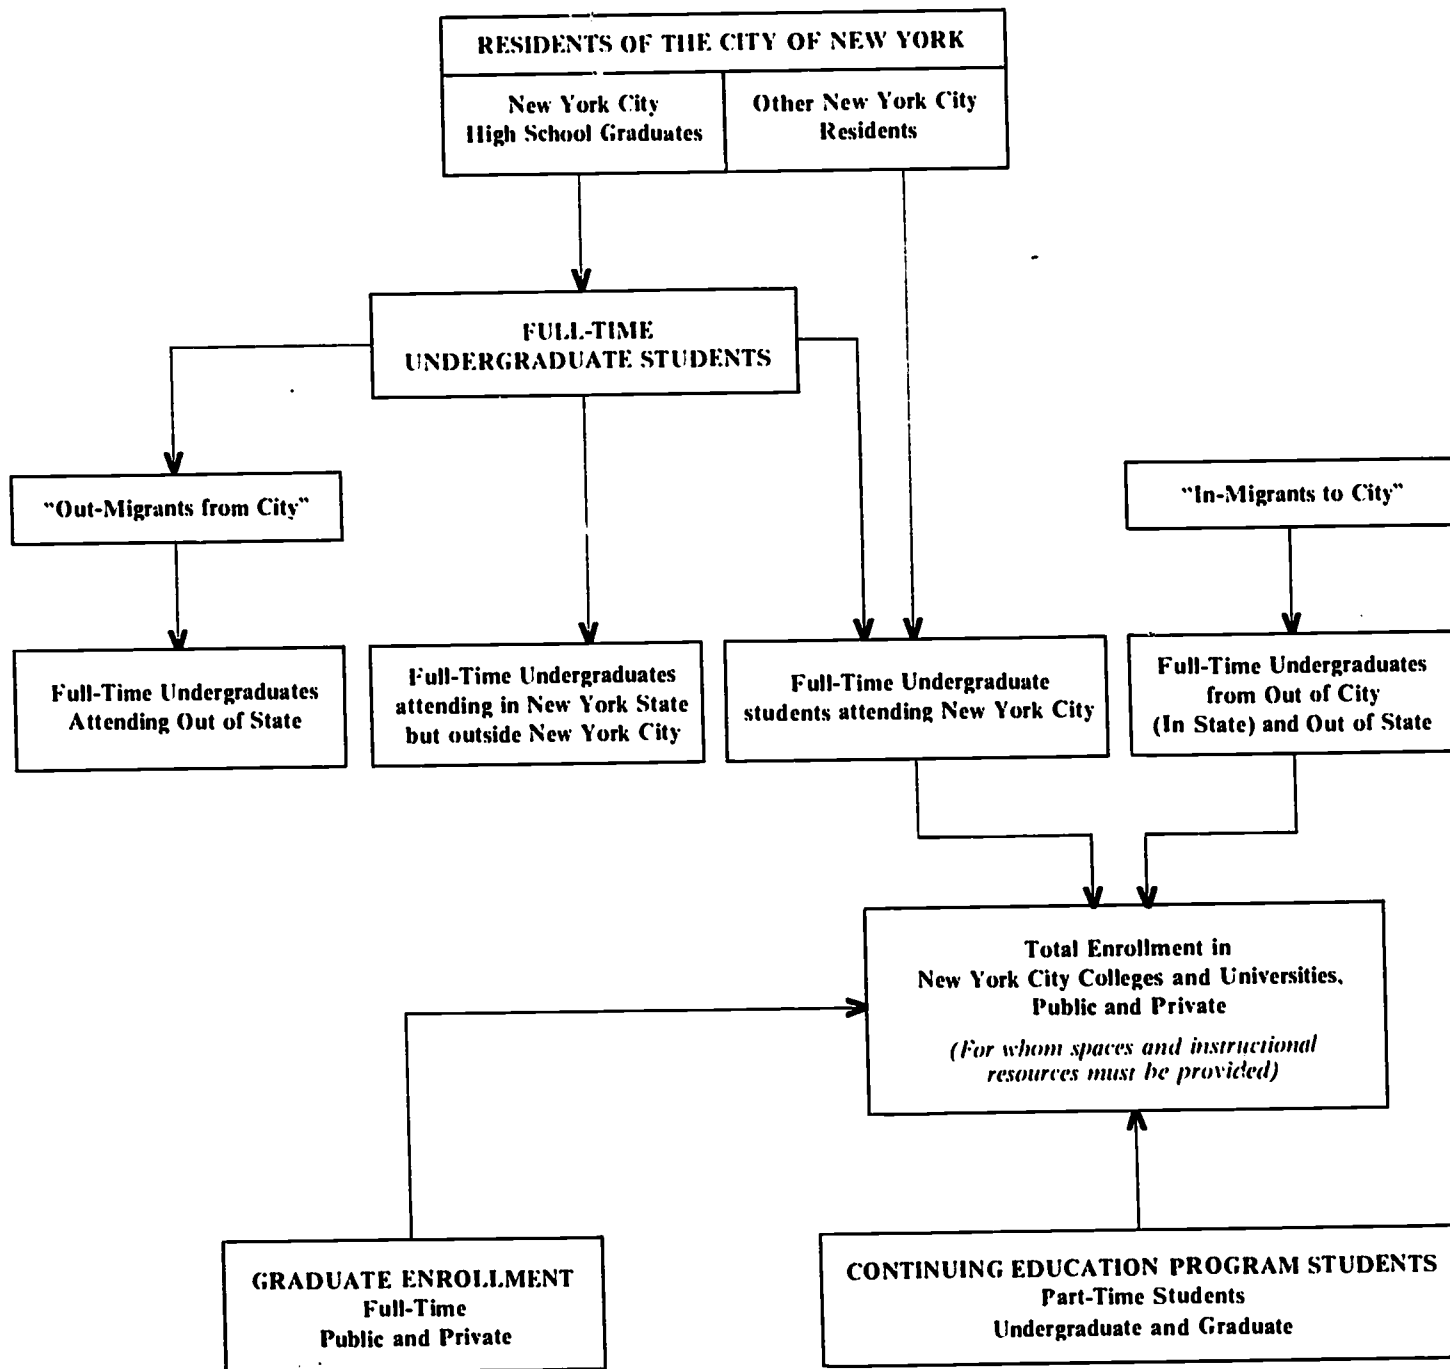 RESIDENTS OF THE CITY OF NEW YORK
New York City
High School Graduates
Other New York City
Residents
FULL-TIME
UNDERGRADUATE STUDENTS
"Out-Migrants from City"
"In-Migrants to City"
Full-Time Undergraduates
Attending Out of State
Full-Time Undergraduates
attending in New York State
but outside New York City
Full-Time Undergraduate
students attending New York City
Full-Time Undergraduates
from Out of City
(In State) and Out of State
Total Enrollment in
New York City Colleges and Universities,
Public and Private
(For whom spaces and instructional
resources must be provided)
GRADUATE ENROLLMENT
Full-Time
Public and Private
CONTINUING EDUCATION PROGRAM STUDENTS
Part-Time Students
Undergraduate and Graduate